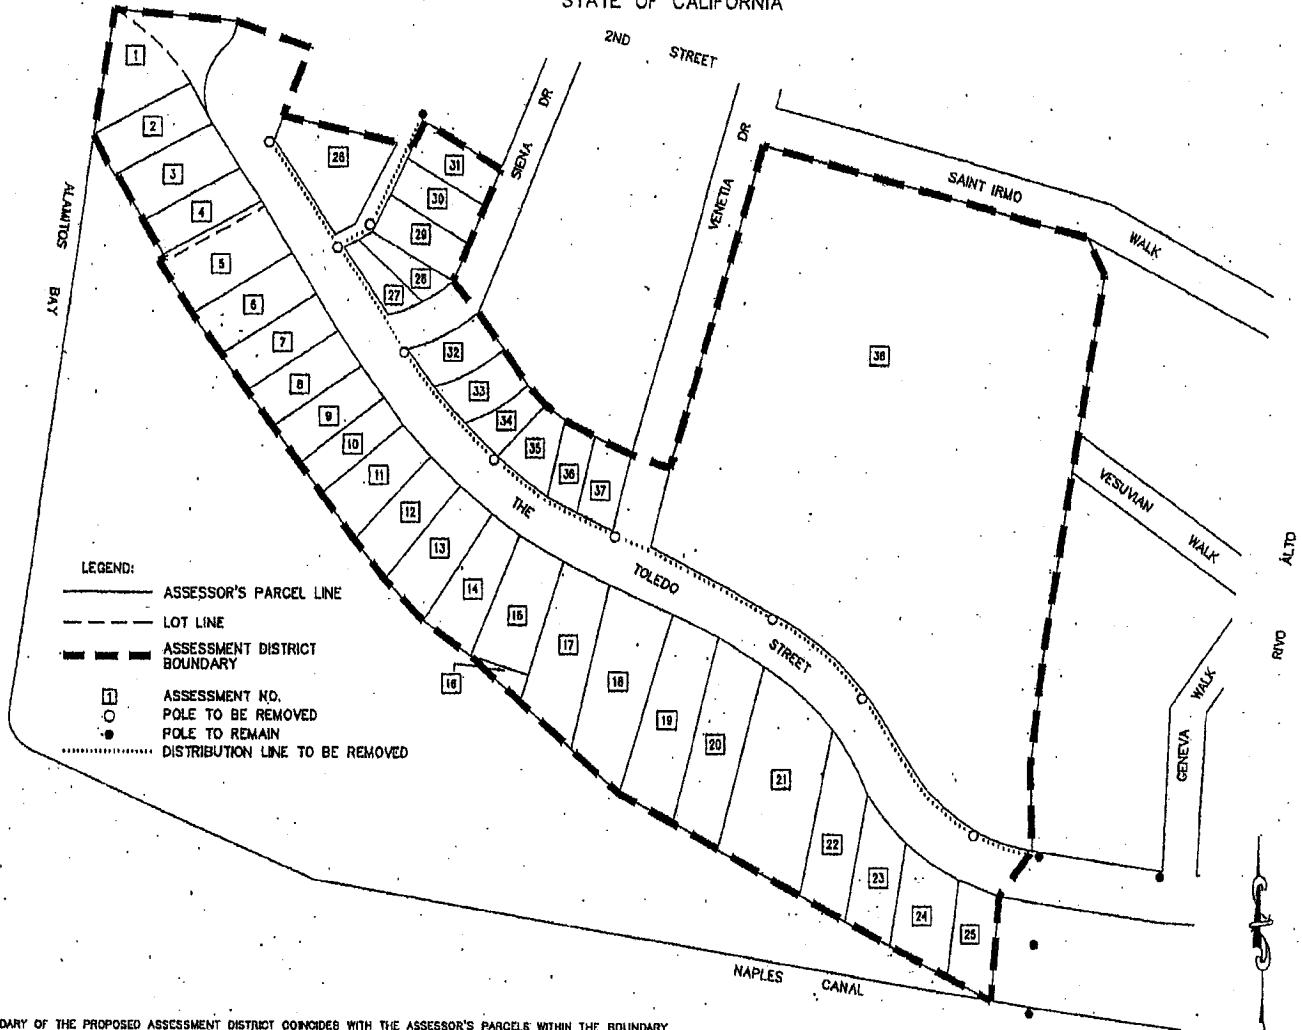 STATE OF CALIFORNIA
2ND STREET
SIENA DR
VENETIA DR
SAINT IRMO WALK
VESUVIAN WALK
GENEVA WALK
RIVO ALTO
ALAMITOS BAY
NAPLES CANAL
THE TOLEDO STREET
1
2
3
4
5
6
7
8
9
10
11
12
13
14
15
16
17
18
19
20
21
22
23
24
25
27
29
30
31
32
33
34
35
36
37
LEGEND:
ASSESSOR'S PARCEL LINE
LOT LINE
ASSESSMENT DISTRICT
BOUNDARY
1 ASSESSMENT NO.
POLE TO BE REMOVED
POLE TO REMAIN
DISTRIBUTION LINE TO BE REMOVED
DARY OF THE PROPOSED ASSESSMENT DISTRICT COINCIDES WITH THE ASSESSOR'S PARCELS WITHIN THE BOUNDARY